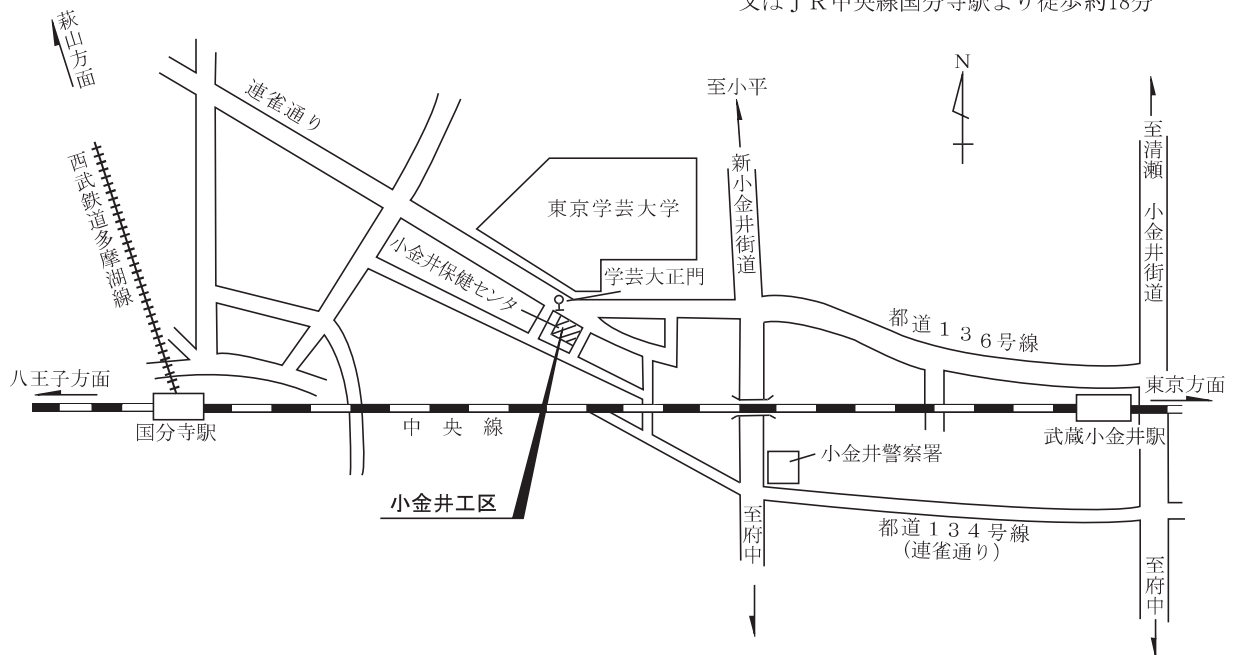 又はＪＲ中央線国分寺駅より徒歩約18分
萩山方面
連雀通り
至小平
N
至清瀬
小金井街道
西武鉄道多摩湖線
新小金井街道
東京学芸大学
小金井保健センタ
学芸大正門
都道１３６号線
八王子方面
東京方面
国分寺駅
中央線
武蔵小金井駅
小金井警察署
小金井工区
至府中
都道１３４号線
(連雀通り)
至府中